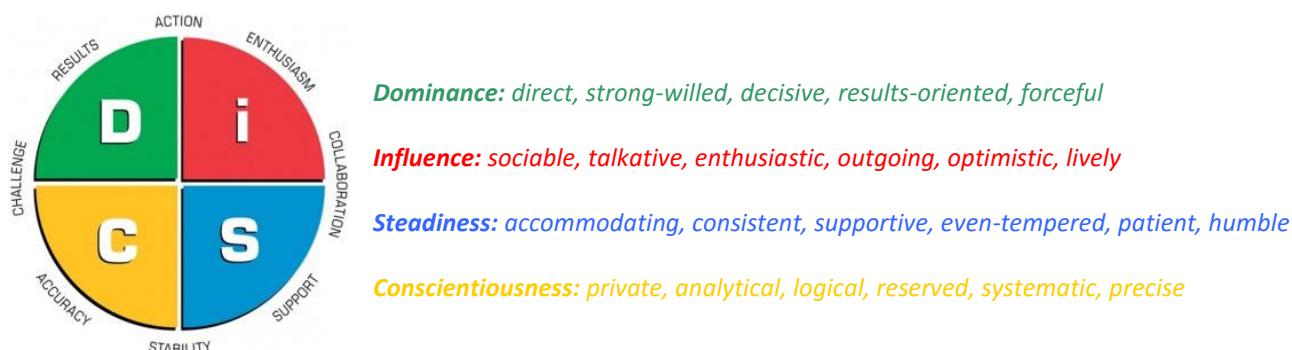 ACTION
RESULTS
ENTHUSIASM
D
i
CHALLENGE
COLLABORATION
C
S
ACCURACY
SUPPORT
STABILITY
Dominance: direct, strong-willed, decisive, results-oriented, forceful
Influence: sociable, talkative, enthusiastic, outgoing, optimistic, lively
Steadiness: accommodating, consistent, supportive, even-tempered, patient, humble
Conscientiousness: private, analytical, logical, reserved, systematic, precise